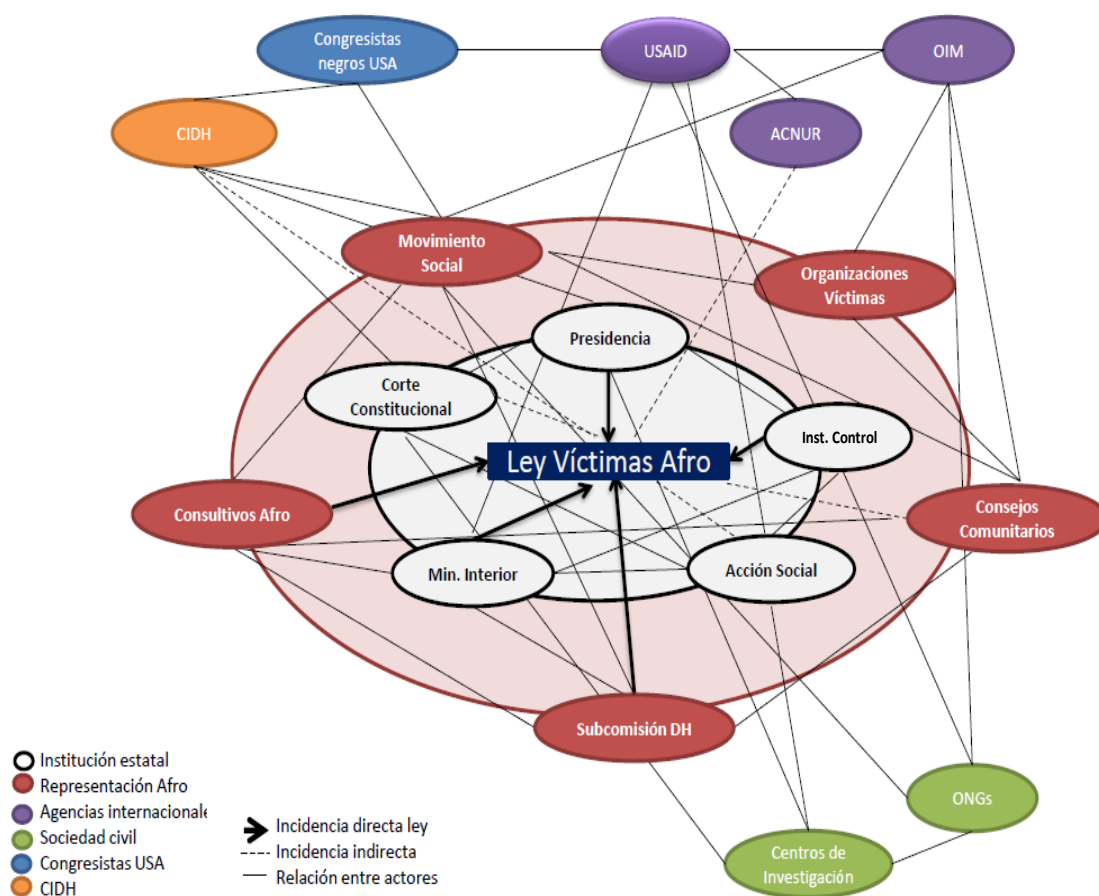 Congresistas
negros USA
USAID
OIM
CIDH
ACNUR
Movimiento
Social
Organizaciones
Víctimas
Presidencia
Corte
Constitucional
Inst. Control
Ley Víctimas Afro
Consultivos Afro
Consejos
Comunitarios
Min. Interior
Acción Social
Subcomisión DH
ONGs
Centros de
Investigación
Institución estatal
Representación Afro
Agencias internacionale
Sociedad civil
Congresistas USA
CIDH
Incidencia directa ley
Incidencia indirecta
Relación entre actores